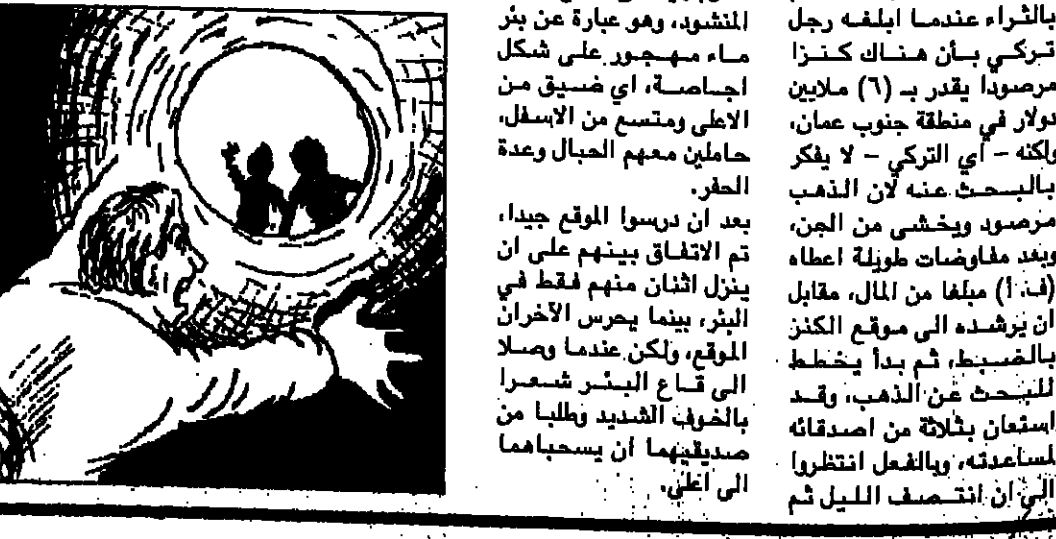 بالثراء عندما ابلغه رجل
تركي بأن هناك كنزا
مرصودا يقدر بـ (٦) ملايين
دولار في منطقة جنوب عمان،
ولكنه – أي التركي – لا يفكر
بالبحث عنه لان الذهب
مرصود ويخشى من الجن،
وبعد مفاوضات طويلة اعطاه
(ف. أ) مبلغا من المال، مقابل
ان يرشده الى موقع الكنز
بالضبط، ثم بدأ يخطط
للبحث عن الذهب، وقد
استعان بثلاثة من اصدقائه
لمساعدته، وبالفعل انتظروا
الى ان انتصف الليل ثم
المنشود، وهو عبارة عن بئر
ماء مهجور على شكل
اجاصة، اي ضيق من
الاعلى ومتسع من الاسفل،
حاملين معهم الحبال وعدة
الحفر.
بعد ان درسوا الموقع جيدا،
تم الاتفاق بينهم على ان
ينزل اثنان منهم فقط في
البئر، بينما يحرس الآخران
الموقع، ولكن عندما وصلا
الى قاع البئر شعرا
بالخوف الشديد وطلبا من
صديقيهما ان يسحباهما
الى اعلى.